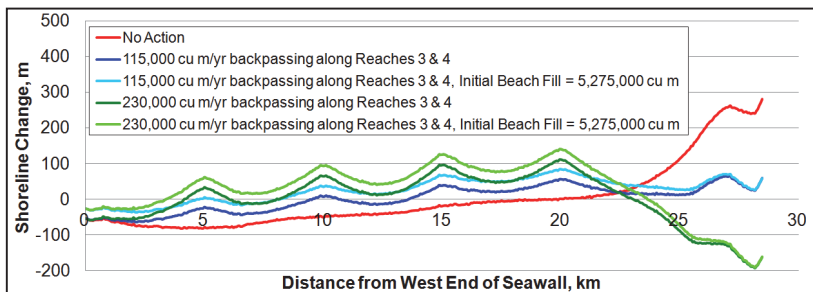 500
400
300
200
100
0
-100
-200
Shoreline Change, m
No Action
115,000 cu m/yr backpassing along Reaches 3 & 4
115,000 cu m/yr backpassing along Reaches 3 & 4, Initial Beach Fill = 5,275,000 cu m
230,000 cu m/yr backpassing along Reaches 3 & 4
230,000 cu m/yr backpassing along Reaches 3 & 4, Initial Beach Fill = 5,275,000 cu m
0 5 10 15 20 25 30
Distance from West End of Seawall, km